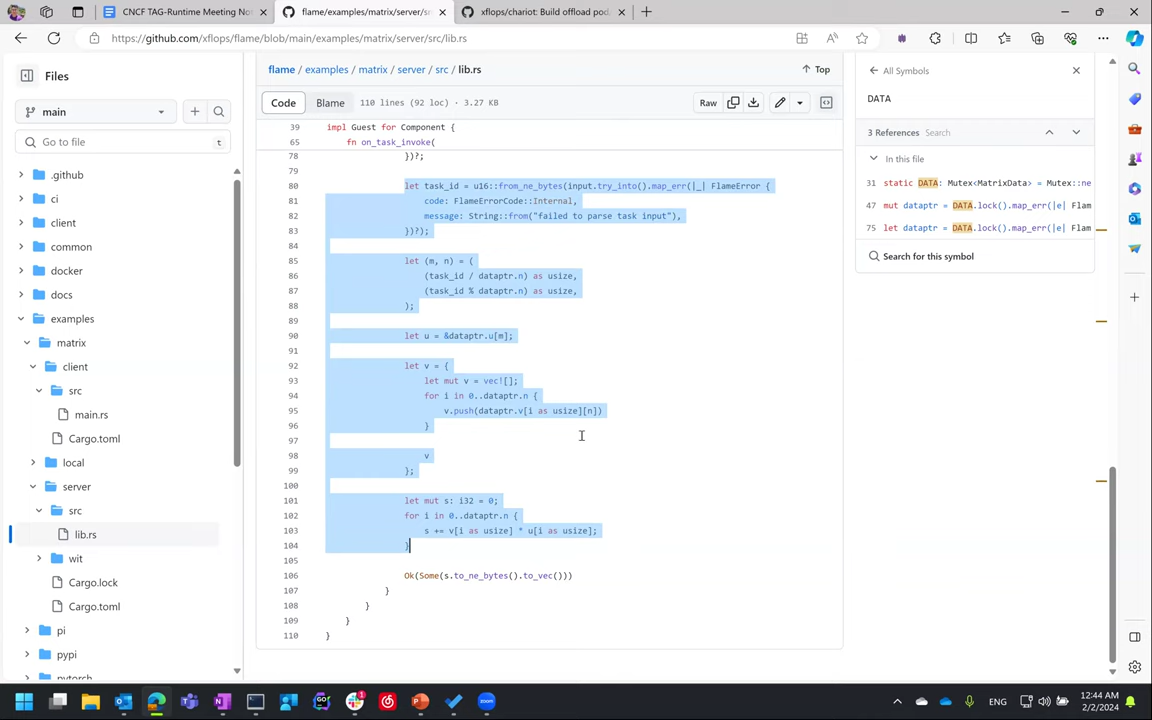 CNCF TAG-Runtime Meeting No
flame/examples/matrix/server/sr
xflops/chariot: Build offload pod
https://github.com/xflops/flame/blob/main/examples/matrix/server/src/lib.rs
Files
main
Go to file
t
.github
ci
client
common
docker
docs
examples
matrix
client
src
main.rs
Cargo.toml
local
server
src
lib.rs
wit
Cargo.lock
Cargo.toml
pi
pypi
pytorch
flame / examples / matrix / server / src / lib.rs
Top
Code
Blame
110 lines (92 loc) · 3.27 KB
Raw
39 impl Guest for Component {
65 fn on_task_invoke(
78 })?;
79
80 let task_id = u16::from_ne_bytes(input.try_into().map_err(|_| FlameError {
81 code: FlameErrorCode::Internal,
82 message: String::from("failed to parse task input"),
83 })?);
84
85 let (m, n) = (
86 (task_id / dataptr.n) as usize,
87 (task_id % dataptr.n) as usize,
88 );
89
90 let u = &dataptr.u[m];
91
92 let v = {
93 let mut v = vec![];
94 for i in 0..dataptr.n {
95 v.push(dataptr.v[i as usize][n])
96 }
97
98 v
99 };
100
101 let mut s: i32 = 0;
102 for i in 0..dataptr.n {
103 s += v[i as usize] * u[i as usize];
104 }
105
106 Ok(Some(s.to_ne_bytes().to_vec()))
107 }
108 }
109 }
110 }
All Symbols
DATA
3 References Search
In this file
31 static DATA: Mutex<MatrixData> = Mutex::ne
47 mut dataptr = DATA.lock().map_err(|e| Flam
75 let dataptr = DATA.lock().map_err(|e| Flam
Search for this symbol
ENG
12:44 AM
2/2/2024